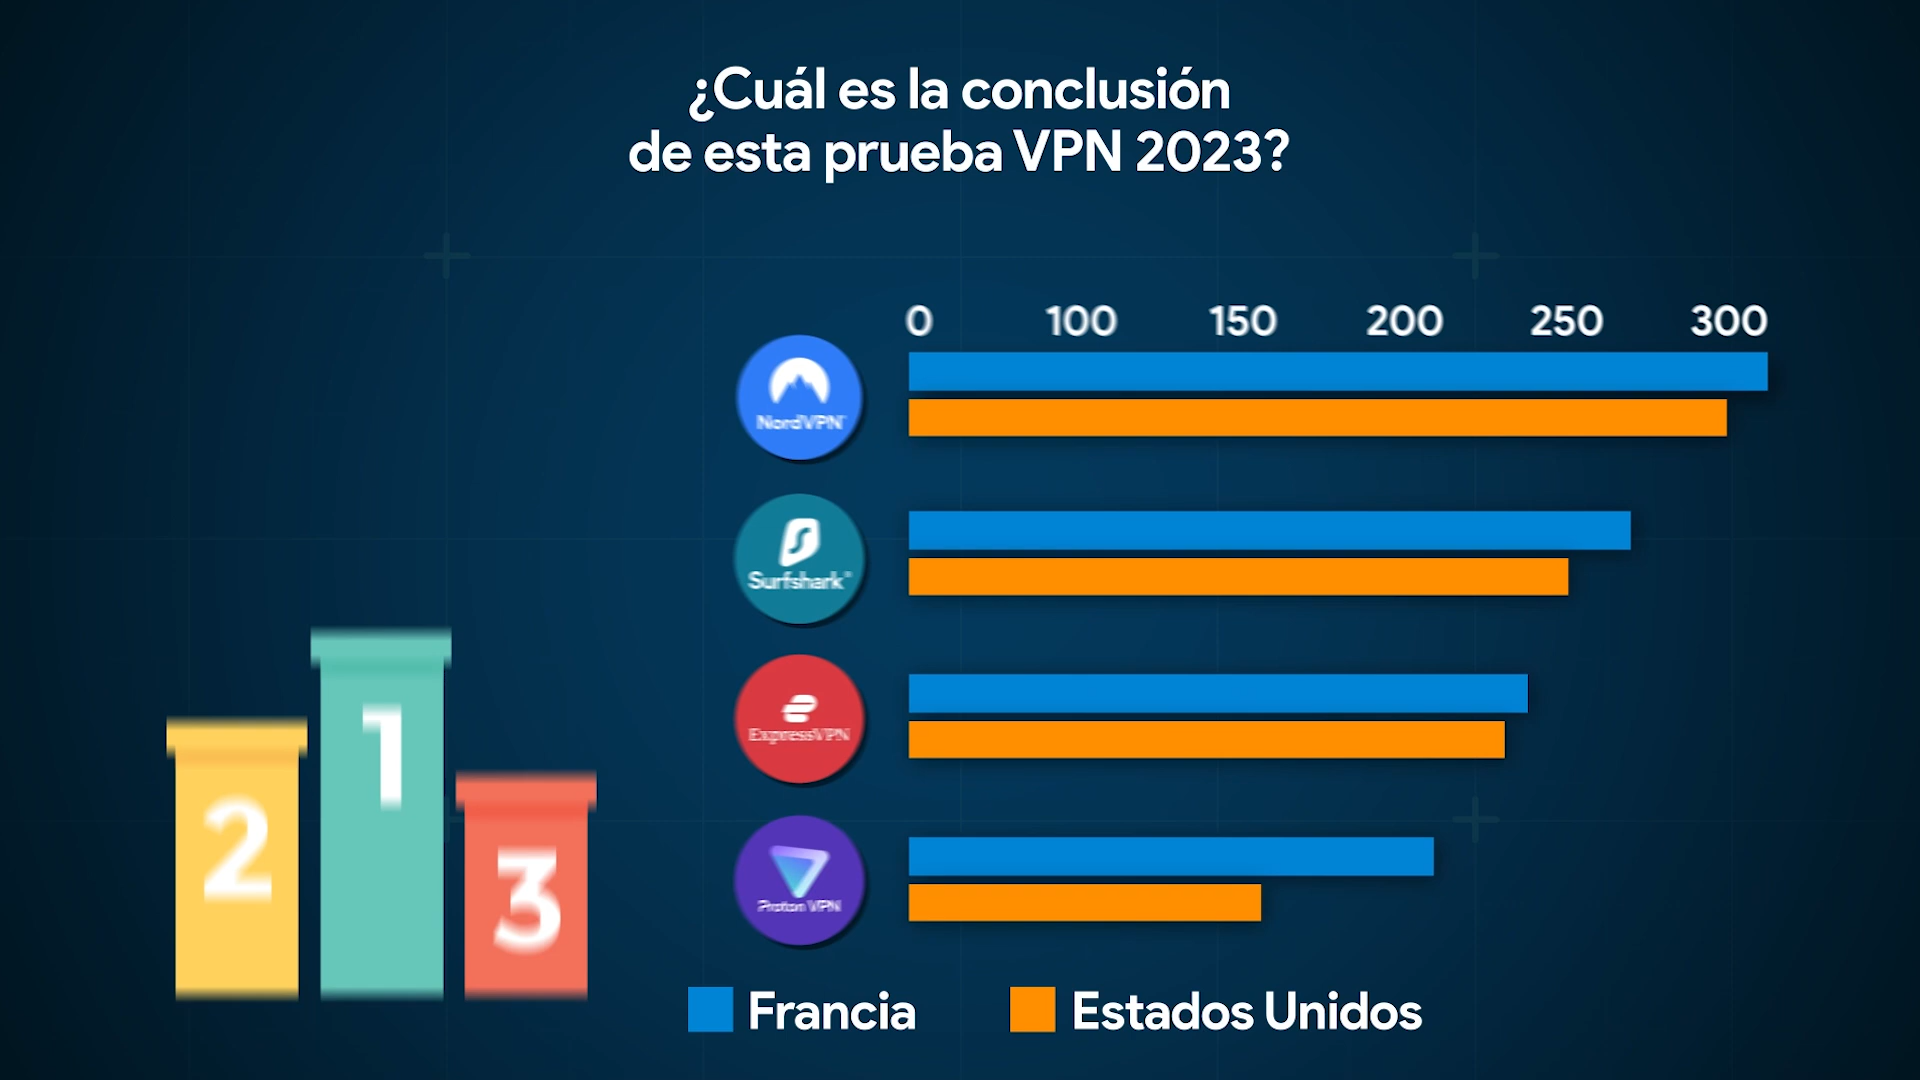 ¿Cuál es la conclusión
de esta prueba VPN 2023?
0 100 150 200 250 300
NordVPN
Surfshark
ExpressVPN
Proton VPN
2
1
3
Francia
Estados Unidos